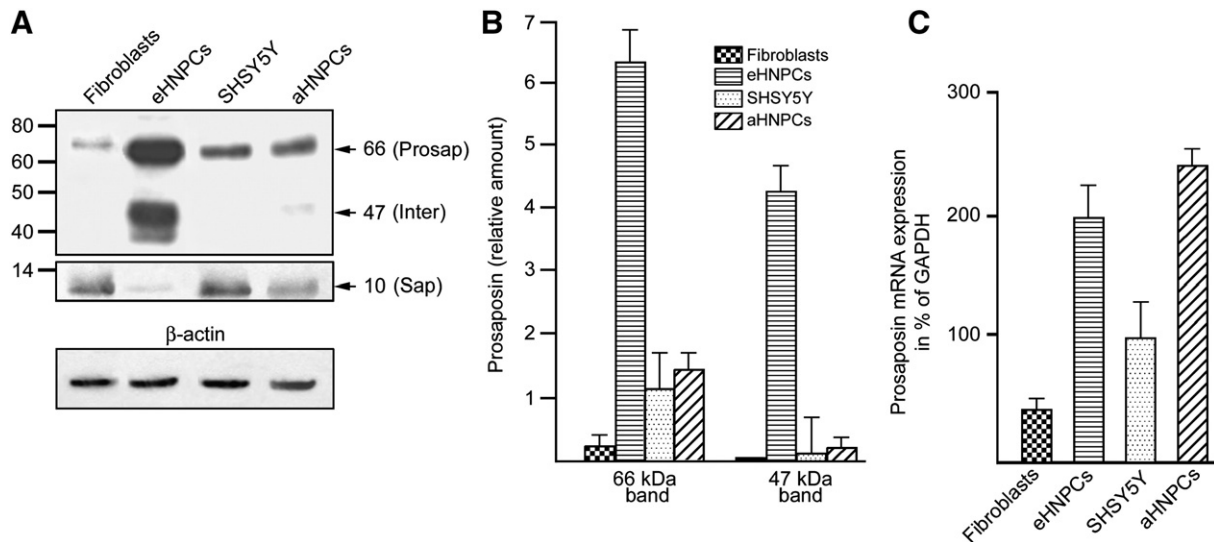 A
Fibroblasts
eHNPCs
SHSY5Y
aHNPCs
80
60
50
40
14
66 (Prosap)
47 (Inter)
10 (Sap)
β-actin
B
Prosaposin (relative amount)
7
6
5
4
3
2
1
Fibroblasts
eHNPCs
SHSY5Y
aHNPCs
66 kDa
band
47 kDa
band
C
Prosaposin mRNA expression
in % of GAPDH
300
200
100
Fibroblasts
eHNPCs
SHSY5Y
aHNPCs